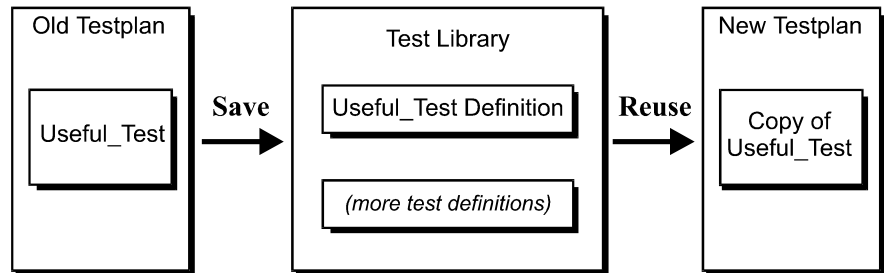 Old Testplan
Useful_Test
Save
Test Library
Useful_Test Definition
(more test definitions)
Reuse
New Testplan
Copy of
Useful_Test